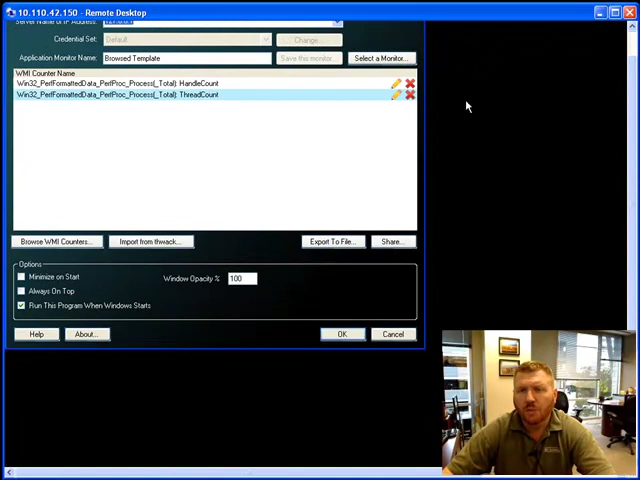 10.110.42.150 - Remote Desktop
Server Name or IP Address:
Credential Set:
Default
Change...
Application Monitor Name:
Browsed Template
Save this monitor...
Select a Monitor...
WMI Counter Name
Win32_PerfFormattedData_PerfProc_Process(_Total): HandleCount
Win32_PerfFormattedData_PerfProc_Process(_Total): ThreadCount
Browse WMI Counters...
Import from thwack...
Export To File...
Share...
Options
Minimize on Start
Window Opacity %
100
Always On Top
Run This Program When Windows Starts
Help
About...
OK
Cancel